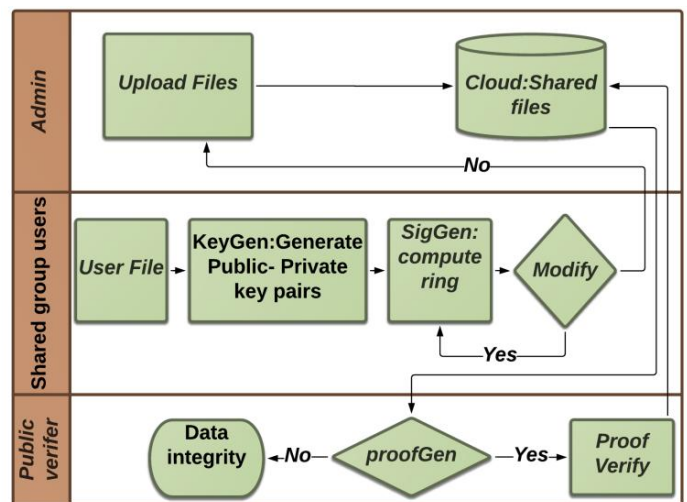 Admin
Upload Files
Cloud:Shared
files
No
Shared group users
User File
KeyGen:Generate
Public- Private
key pairs
SigGen:
compute
ring
Modify
Yes
Public
verifer
Data
integrity
No
proofGen
Yes
Proof
Verify